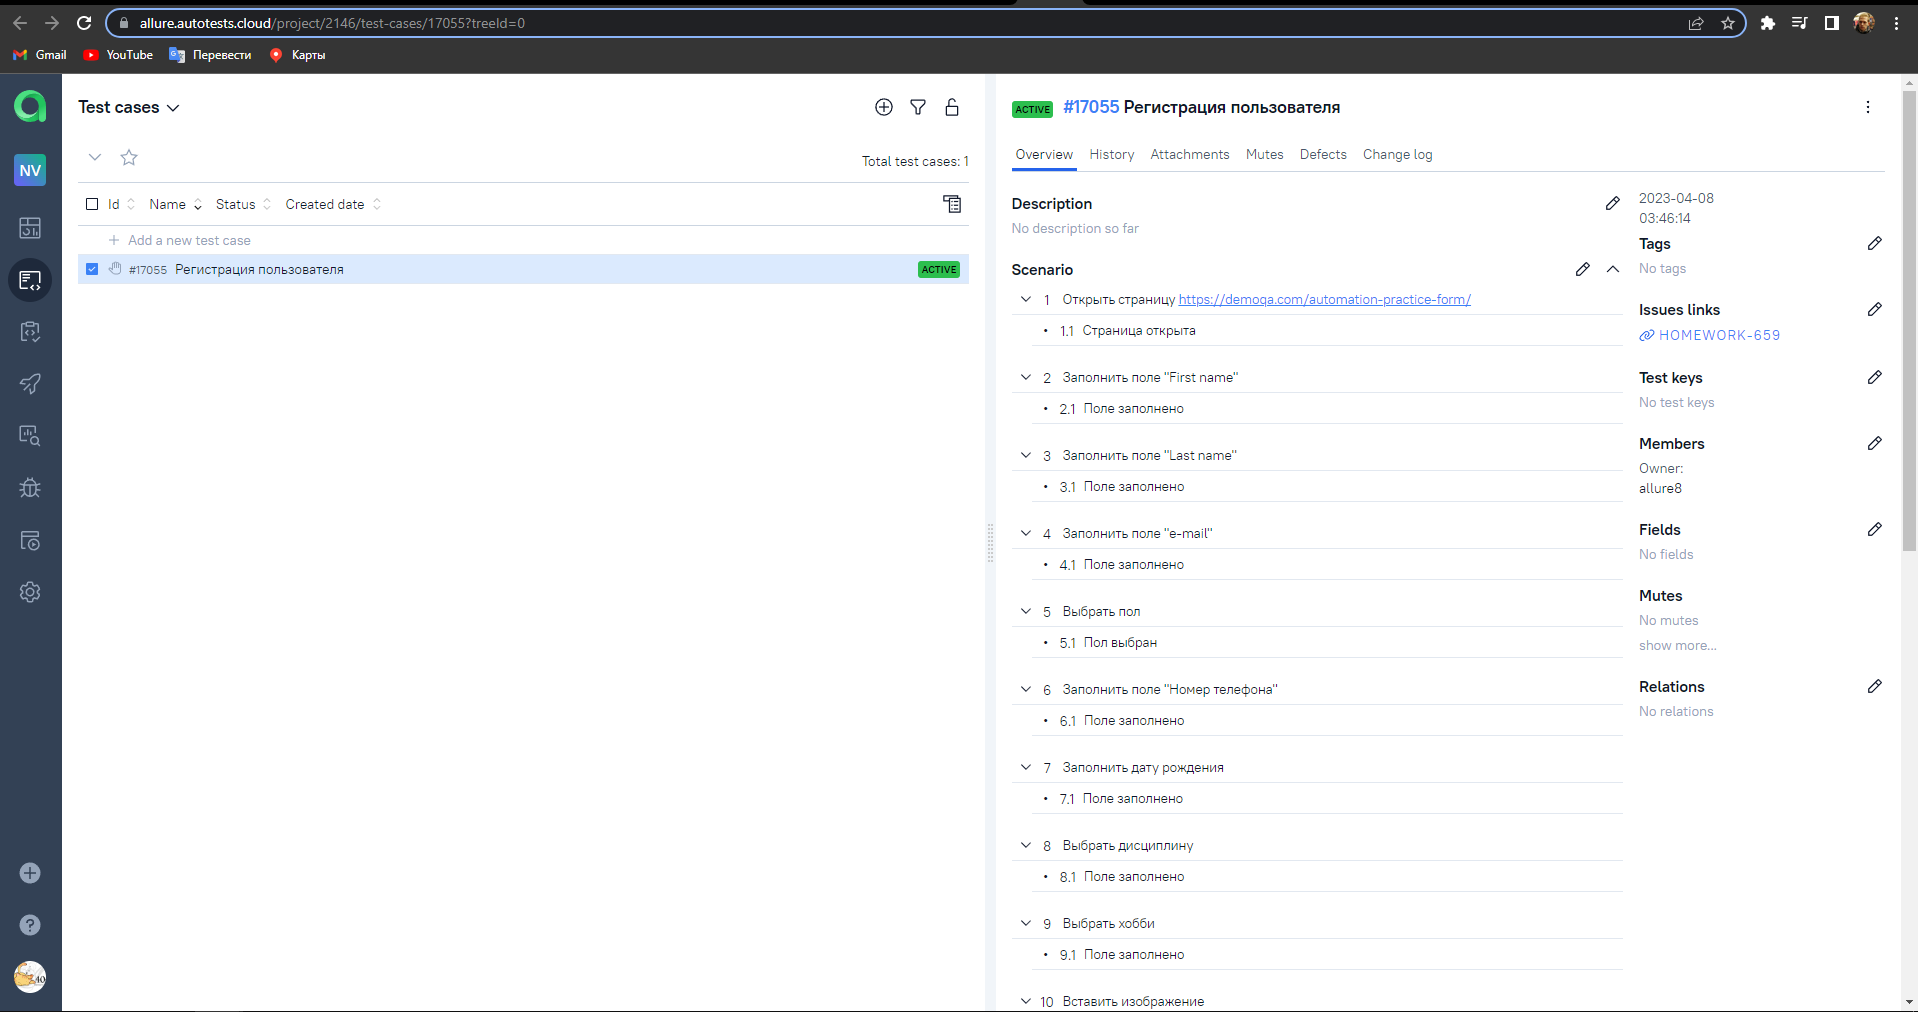 allure.autotests.cloud/project/2146/test-cases/17055?treeId=0
Gmail YouTube Перевести Карты
NV
Test cases
Total test cases: 1
Id Name Status Created date
Add a new test case
#17055 Регистрация пользователя ACTIVE
ACTIVE #17055 Регистрация пользователя
Overview History Attachments Mutes Defects Change log
Description
No description so far
Scenario
1 Открыть страницу https://demoqa.com/automation-practice-form/
1.1 Страница открыта
2 Заполнить поле "First name"
2.1 Поле заполнено
3 Заполнить поле "Last name"
3.1 Поле заполнено
4 Заполнить поле "e-mail"
4.1 Поле заполнено
5 Выбрать пол
5.1 Пол выбран
6 Заполнить поле "Номер телефона"
6.1 Поле заполнено
7 Заполнить дату рождения
7.1 Поле заполнено
8 Выбрать дисциплину
8.1 Поле заполнено
9 Выбрать хобби
9.1 Поле заполнено
10 Вставить изображение
2023-04-08
03:46:14
Tags
No tags
Issues links
HOMEWORK-659
Test keys
No test keys
Members
Owner:
allure8
Fields
No fields
Mutes
No mutes
show more...
Relations
No relations